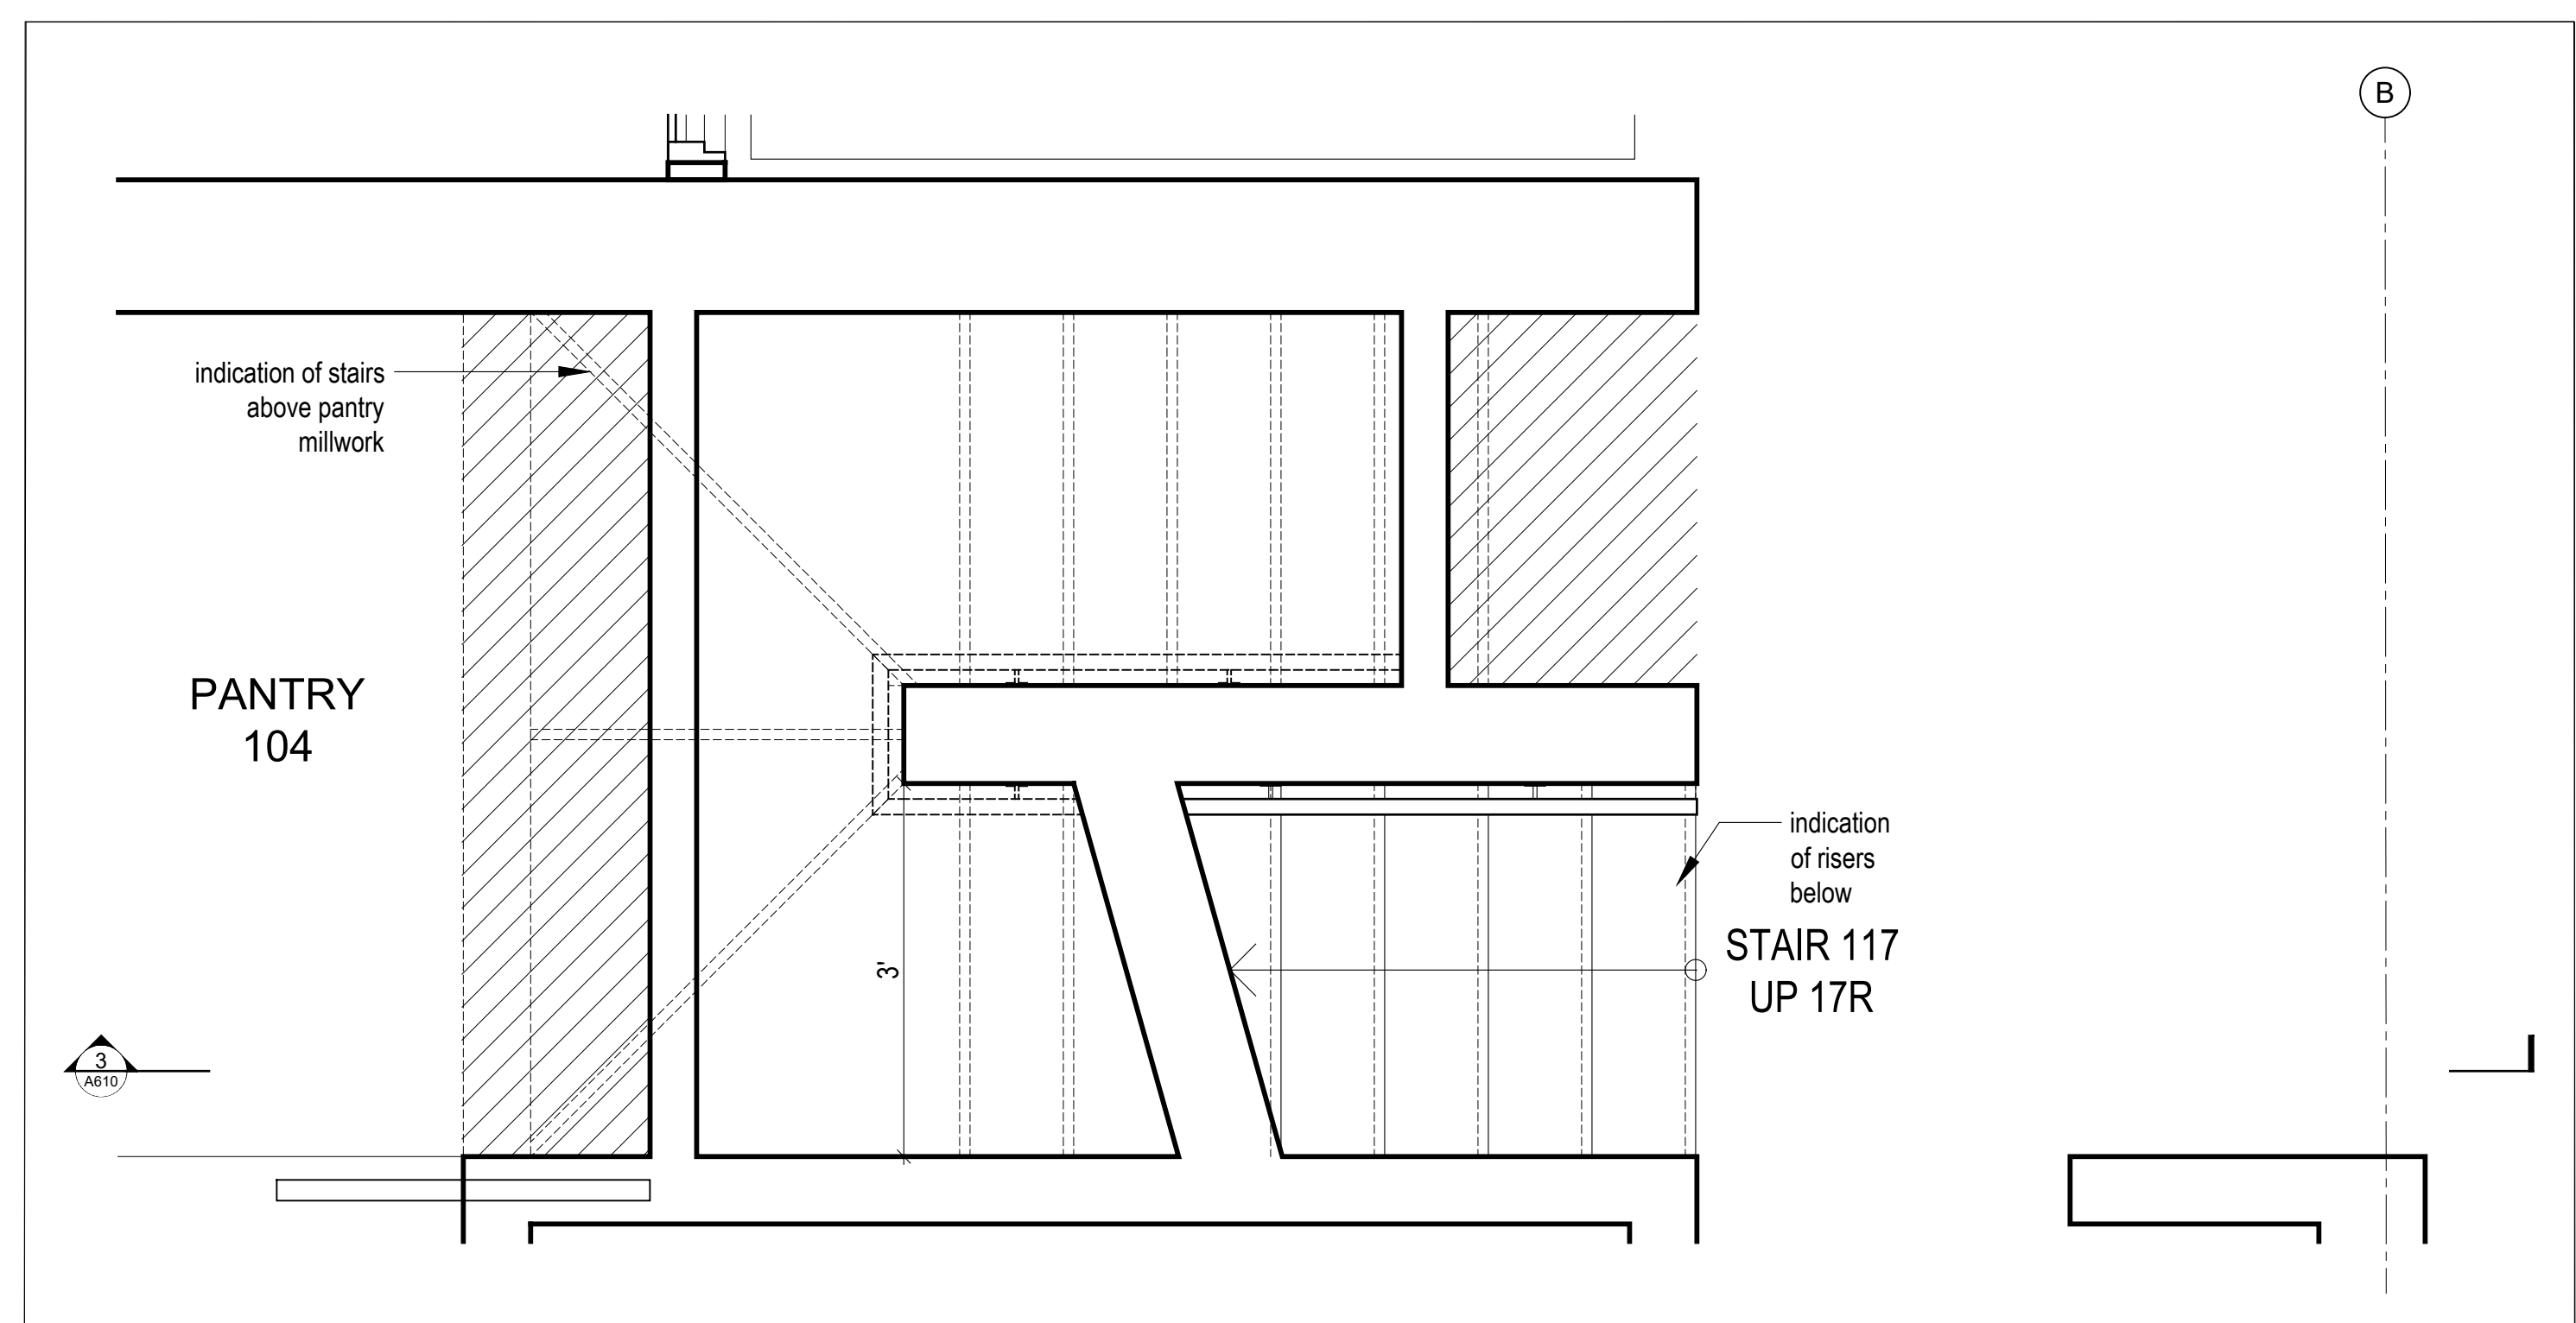 B
indication of stairs
above pantry
millwork
PANTRY
104
indication
of risers
below
STAIR 117
UP 17R
3'
3
A610